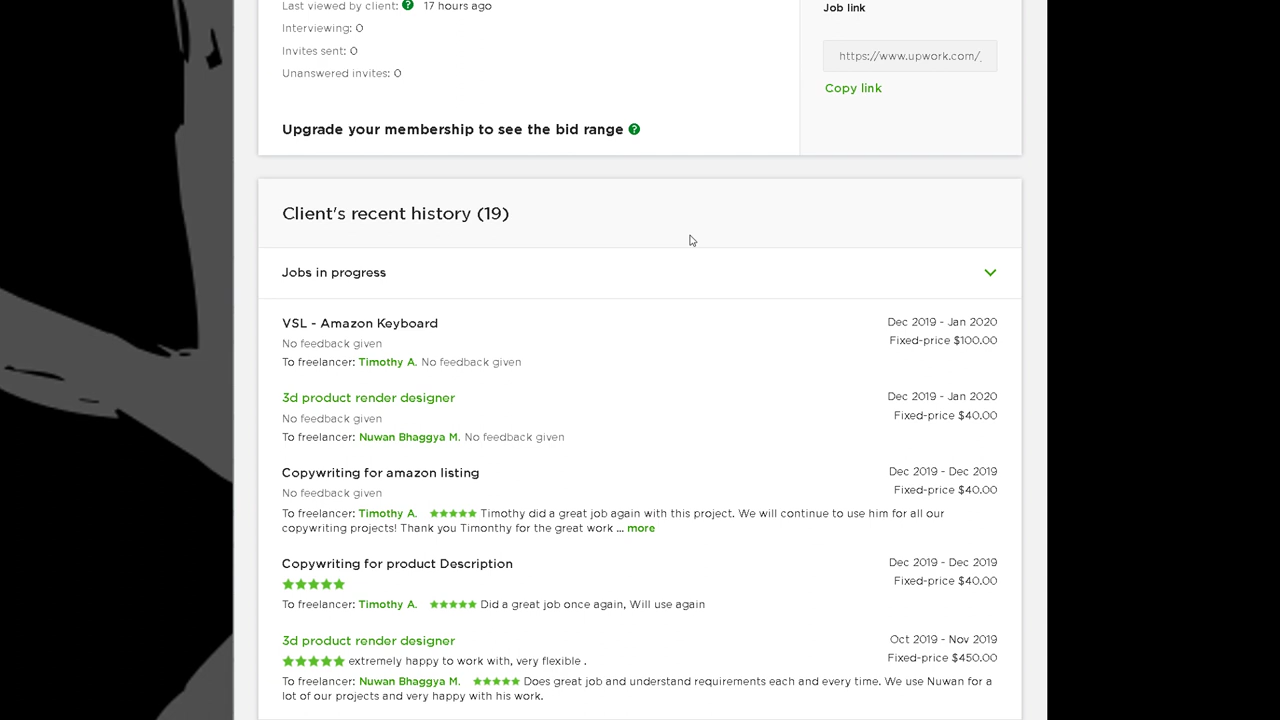 Last viewed by client: ? 17 hours ago
Job link
Interviewing: 0
Invites sent: 0
https://www.upwork.com/
Unanswered invites: 0
Copy link
Upgrade your membership to see the bid range ?
Client's recent history (19)
Jobs in progress
VSL - Amazon Keyboard
Dec 2019 - Jan 2020
No feedback given
Fixed-price $100.00
To freelancer: Timothy A. No feedback given
3d product render designer
Dec 2019 - Jan 2020
No feedback given
Fixed-price $40.00
To freelancer: Nuwan Bhaggya M. No feedback given
Copywriting for amazon listing
Dec 2019 - Dec 2019
No feedback given
Fixed-price $40.00
To freelancer: Timothy A. Timothy did a great job again with this project. We will continue to use him for all our
copywriting projects! Thank you Timonthy for the great work ... more
Copywriting for product Description
Dec 2019 - Dec 2019
Fixed-price $40.00
To freelancer: Timothy A. Did a great job once again, Will use again
3d product render designer
Oct 2019 - Nov 2019
extremely happy to work with, very flexible .
Fixed-price $450.00
To freelancer: Nuwan Bhaggya M. Does great job and understand requirements each and every time. We use Nuwan for a
lot of our projects and very happy with his work.